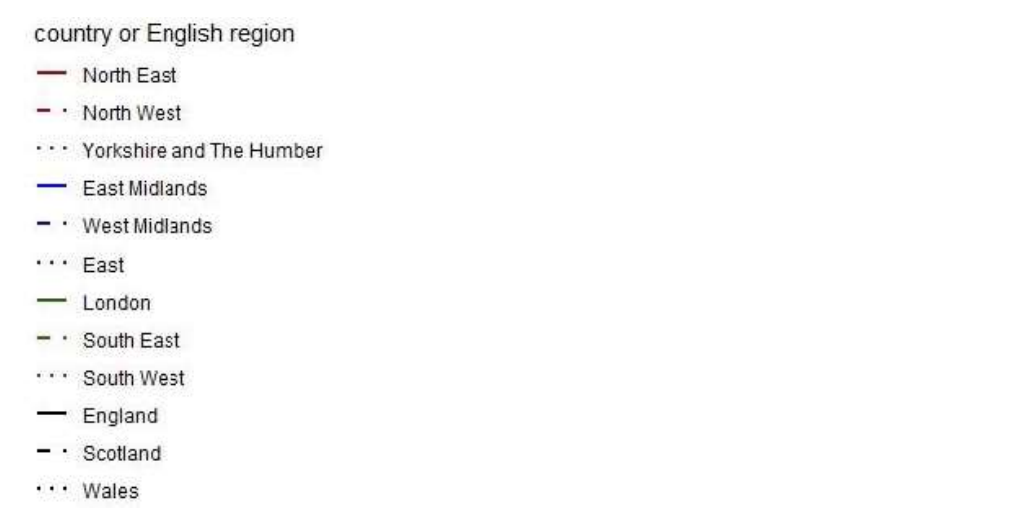 country or English region
North East
North West
Yorkshire and The Humber
East Midlands
West Midlands
East
London
South East
South West
England
Scotland
Wales